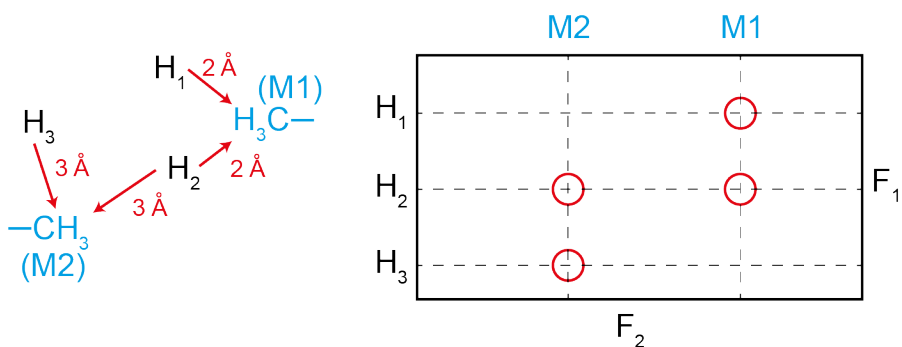 H₁ 2 Å
(M1)
H₃C–
H₃
3 Å
H₂ 2 Å
3 Å
–CH₃
(M2)
M2 M1
H₁
H₂
H₃
F₁
F₂